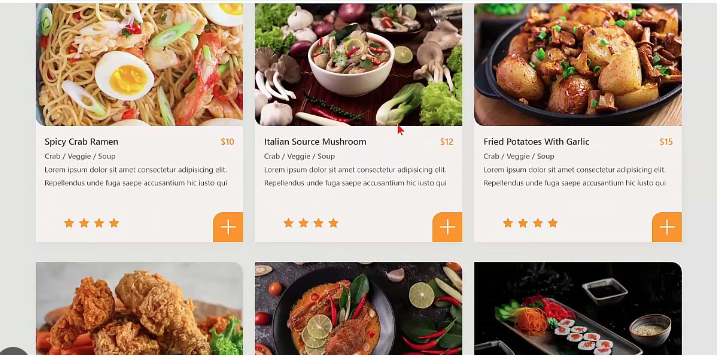 Spicy Crab Ramen $10
Crab / Veggie / Soup
Lorem ipsum dolor sit amet consectetur adipisicing elit.
Repellendus unde fuga saepe accusantium hic iusto qui
Italian Source Mushroom $12
Crab / Veggie / Soup
Lorem ipsum dolor sit amet consectetur adipisicing elit.
Repellendus unde fuga saepe accusantium hic iusto qui
Fried Potatoes With Garlic $15
Crab / Veggie / Soup
Lorem ipsum dolor sit amet consectetur adipisicing elit.
Repellendus unde fuga saepe accusantium hic iusto qui